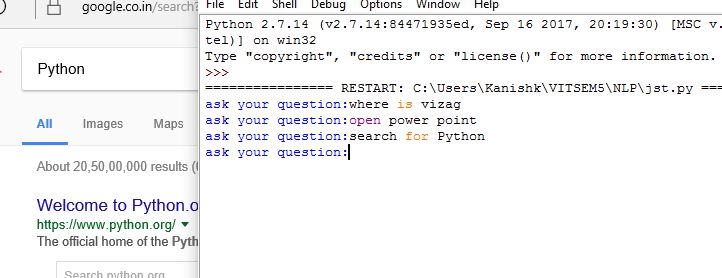 google.co.in/search?
Python
All Images Maps
About 20,50,00,000 results (
Welcome to Python.o
https://www.python.org/
The official home of the Pyth
Search python.org
File Edit Shell Debug Options Window Help
Python 2.7.14 (v2.7.14:84471935ed, Sep 16 2017, 20:19:30) [MSC v.
tel)] on win32
Type "copyright", "credits" or "license()" for more information.
>>>
================ RESTART: C:\Users\Kanishk\VITSEM5\NLP\jst.py ===
ask your question:where is vizag
ask your question:open power point
ask your question:search for Python
ask your question: